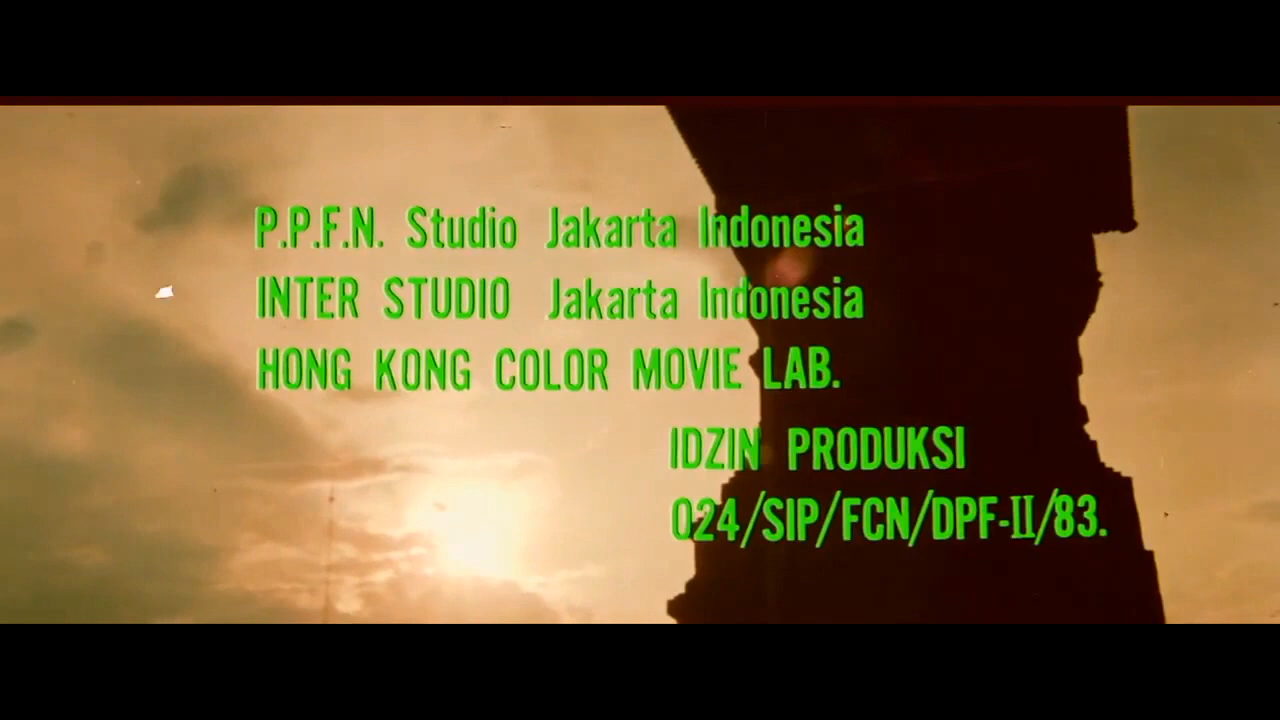 P.P.F.N. Studio Jakarta Indonesia
INTER STUDIO Jakarta Indonesia
HONG KONG COLOR MOVIE LAB.
IDZIN PRODUKSI
024/SIP/FCN/DPF-II/83.